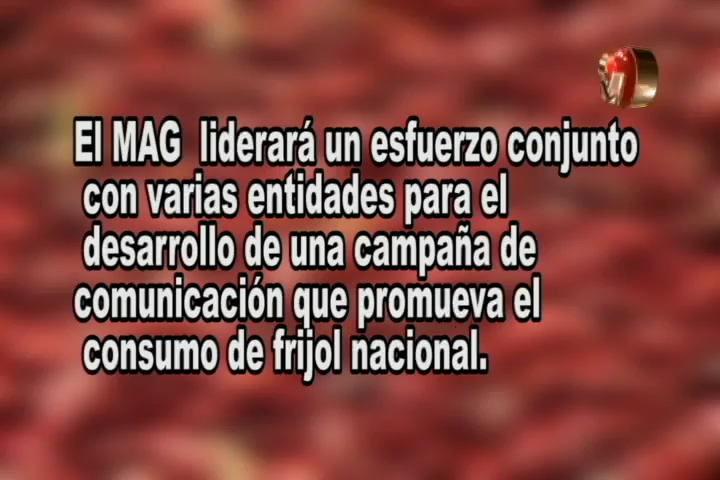 El MAG liderará un esfuerzo conjunto
con varias entidades para el
desarrollo de una campaña de
comunicación que promueva el
consumo de frijol nacional.